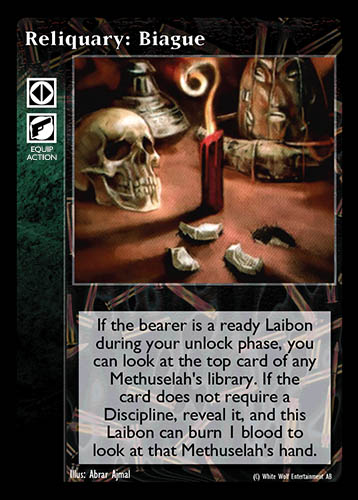 Reliquary: Biague
EQUIP
ACTION
If the bearer is a ready Laibon
during your unlock phase, you
can look at the top card of any
Methuselah's library. If the
card does not require a
Discipline, reveal it, and this
Laibon can burn 1 blood to
look at that Methuselah's hand.
Illus: Abrar Ajmal
(C) White Wolf Entertainment AB